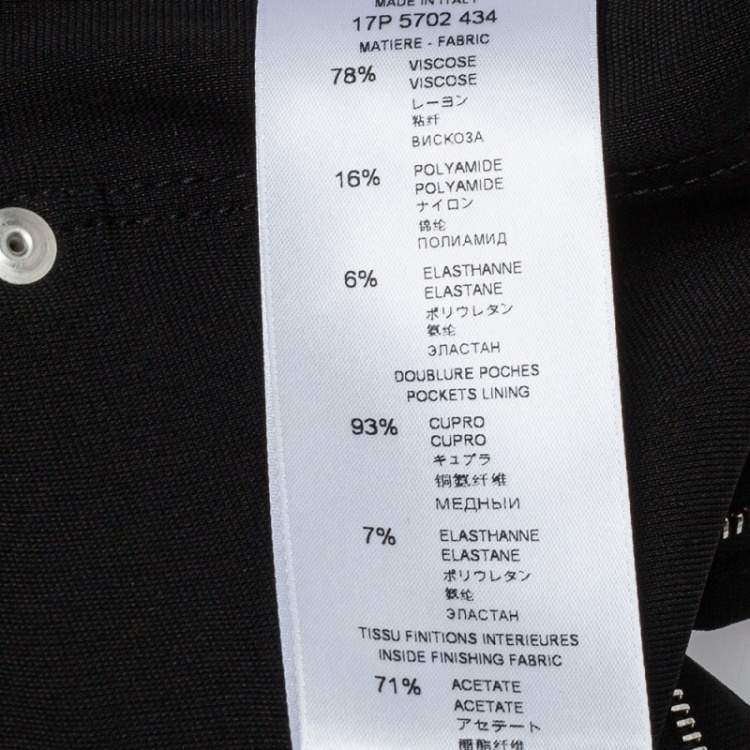 MADE IN ITALY
17P 5702 434
MATIERE - FABRIC
78% VISCOSE
VISCOSE
レーヨン
粘纤
ВИСКОЗА
16% POLYAMIDE
POLYAMIDE
ナイロン
锦纶
ПОЛИАМИД
6% ELASTHANNE
ELASTANE
ポリウレタン
氨纶
ЭЛАСТАН
DOUBLURE POCHES
POCKETS LINING
93% CUPRO
CUPRO
キュプラ
铜氨纤维
МЕДНЫЙ
7% ELASTHANNE
ELASTANE
ポリウレタン
氨纶
ЭЛАСТАН
TISSU FINITIONS INTERIEURES
INSIDE FINISHING FABRIC
71% ACETATE
ACETATE
アセテート
醋酯纤维